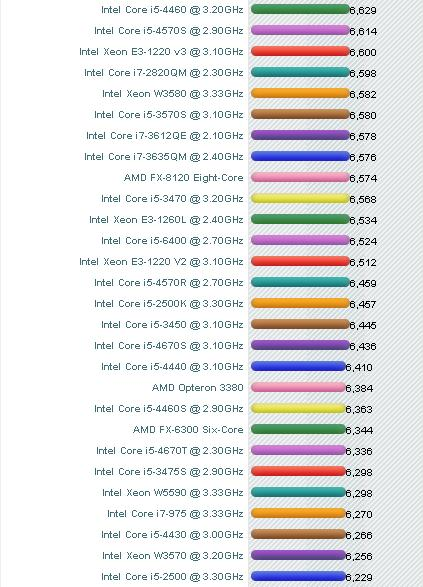 Intel Core i5-4460 @ 3.20GHz 6,629
Intel Core i5-4570S @ 2.90GHz 6,614
Intel Xeon E3-1220 v3 @ 3.10GHz 6,600
Intel Core i7-2820QM @ 2.30GHz 6,598
Intel Xeon W3580 @ 3.33GHz 6,582
Intel Core i5-3570S @ 3.10GHz 6,580
Intel Core i7-3612QE @ 2.10GHz 6,578
Intel Core i7-3635QM @ 2.40GHz 6,576
AMD FX-8120 Eight-Core 6,574
Intel Core i5-3470 @ 3.20GHz 6,568
Intel Xeon E3-1260L @ 2.40GHz 6,534
Intel Core i5-6400 @ 2.70GHz 6,524
Intel Xeon E3-1220 V2 @ 3.10GHz 6,512
Intel Core i5-4570R @ 2.70GHz 6,459
Intel Core i5-2500K @ 3.30GHz 6,457
Intel Core i5-3450 @ 3.10GHz 6,445
Intel Core i5-4670S @ 3.10GHz 6,436
Intel Core i5-4440 @ 3.10GHz 6,410
AMD Opteron 3380 6,384
Intel Core i5-4460S @ 2.90GHz 6,363
AMD FX-6300 Six-Core 6,344
Intel Core i5-4670T @ 2.30GHz 6,336
Intel Core i5-3475S @ 2.90GHz 6,298
Intel Xeon W5590 @ 3.33GHz 6,298
Intel Core i7-975 @ 3.33GHz 6,270
Intel Core i5-4430 @ 3.00GHz 6,266
Intel Xeon W3570 @ 3.20GHz 6,256
Intel Core i5-2500 @ 3.30GHz 6,229